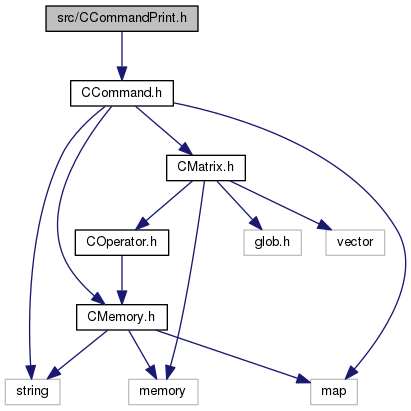 src/CCommandPrint.h
CCommand.h
CMatrix.h
COperator.h
glob.h
vector
CMemory.h
string
memory
map